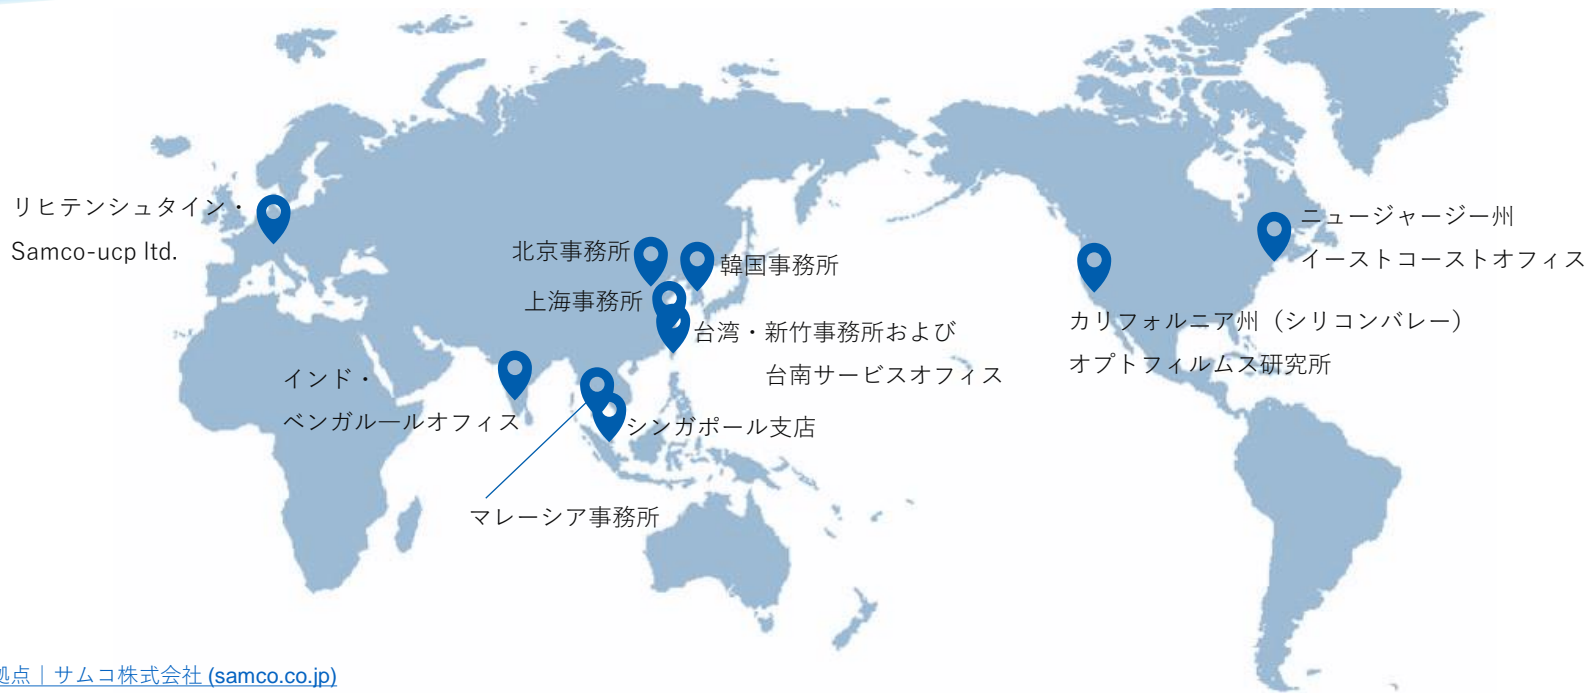 リヒテンシュタイン・
Samco-ucp ltd.
北京事務所
韓国事務所
上海事務所
台湾・新竹事務所および
台南サービスオフィス
インド・
ベンガルールオフィス
シンガポール支店
マレーシア事務所
ニュージャージー州
イーストコーストオフィス
カリフォルニア州（シリコンバレー）
オプトフィルムス研究所
拠点｜サムコ株式会社 (samco.co.jp)